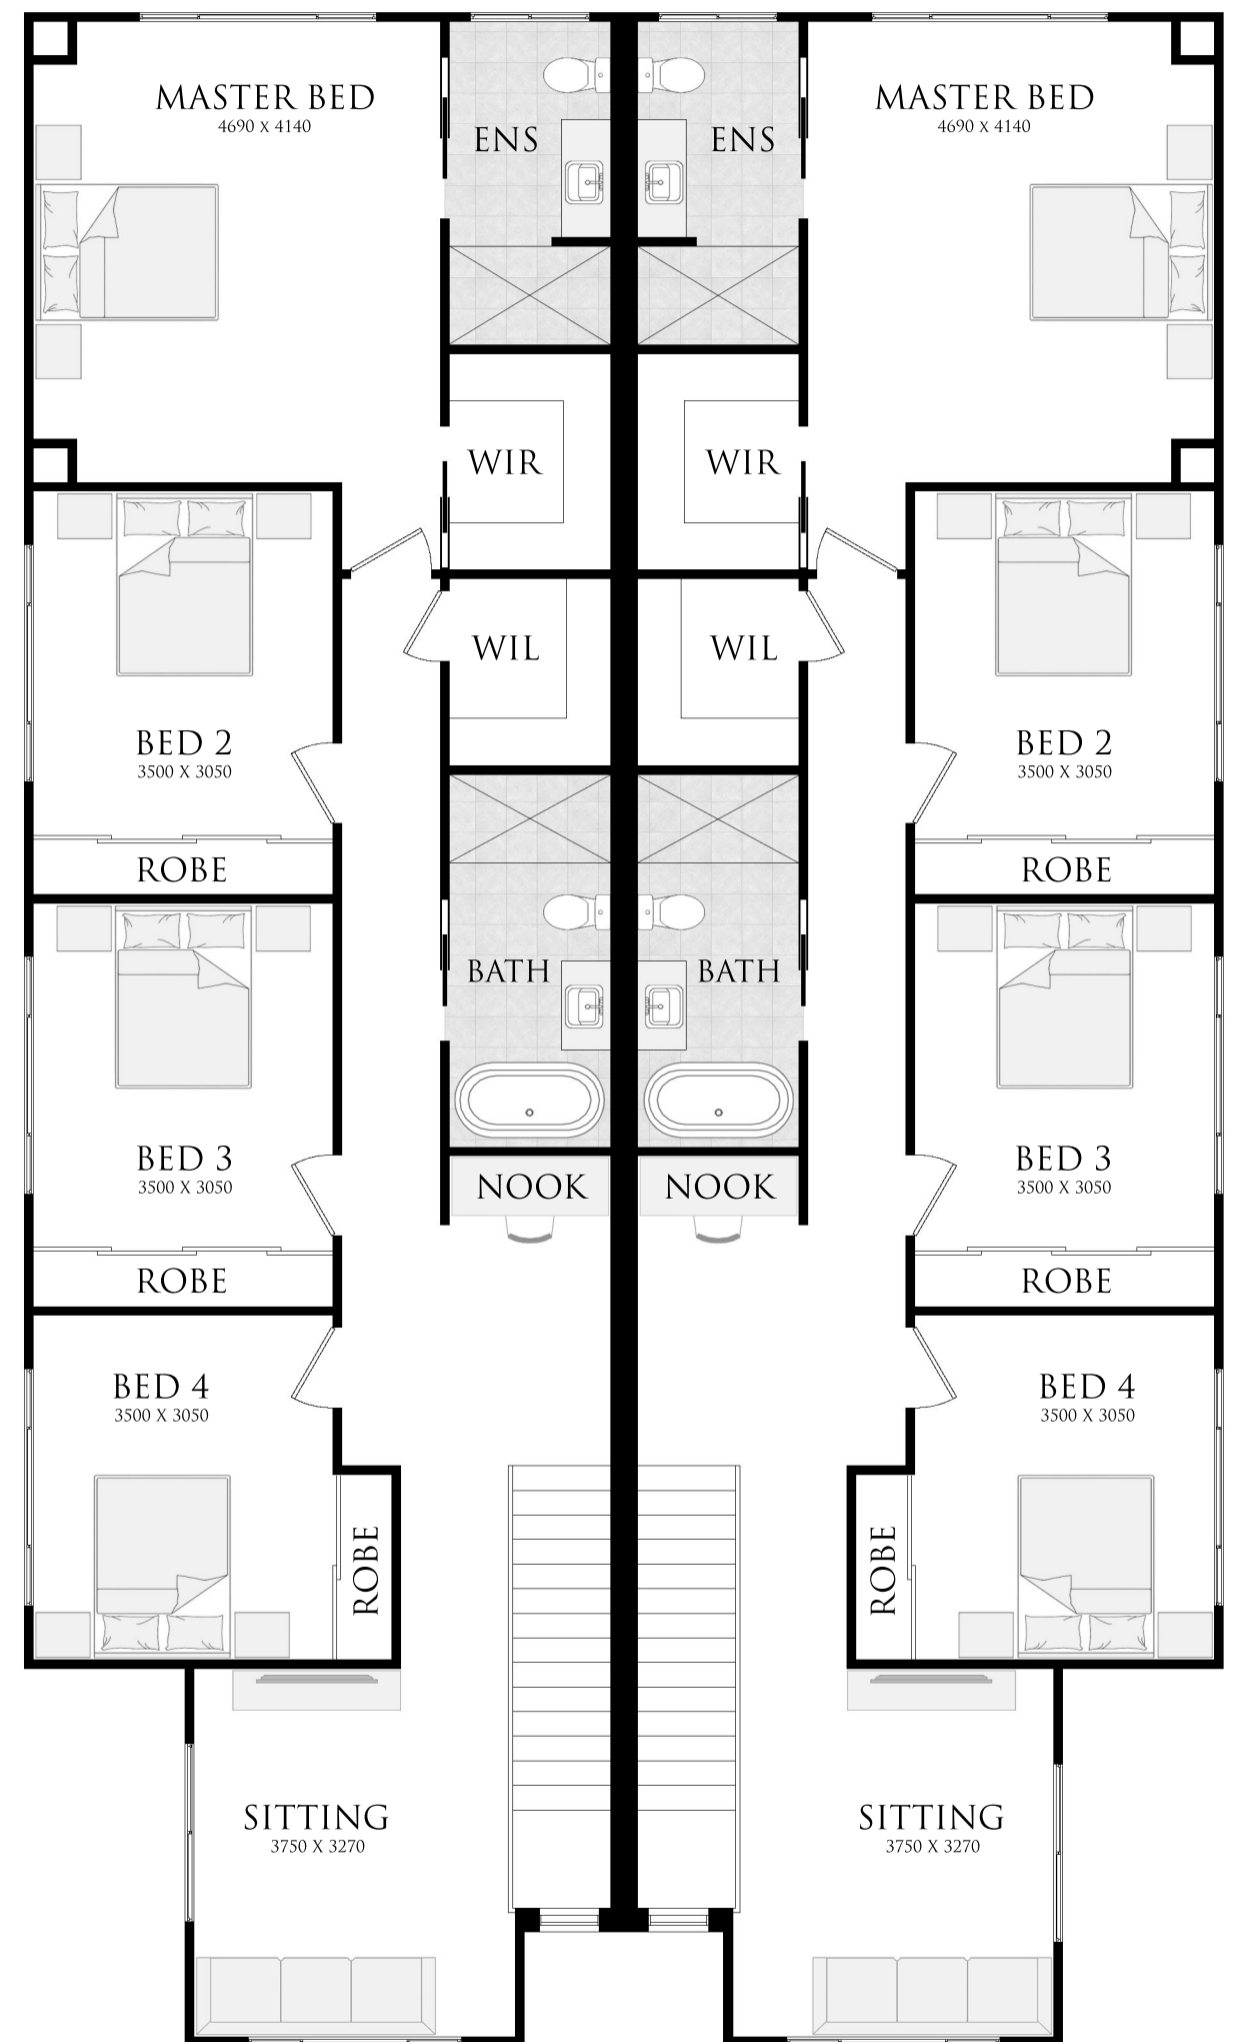 MASTER BED
4690 X 4140
ENS
ENS
MASTER BED
4690 X 4140
WIR
WIR
WIL
WIL
BED 2
3500 X 3050
BED 2
3500 X 3050
ROBE
ROBE
BATH
BATH
BED 3
3500 X 3050
NOOK
NOOK
BED 3
3500 X 3050
ROBE
ROBE
BED 4
3500 X 3050
BED 4
3500 X 3050
ROBE
ROBE
SITTING
3750 X 3270
SITTING
3750 X 3270